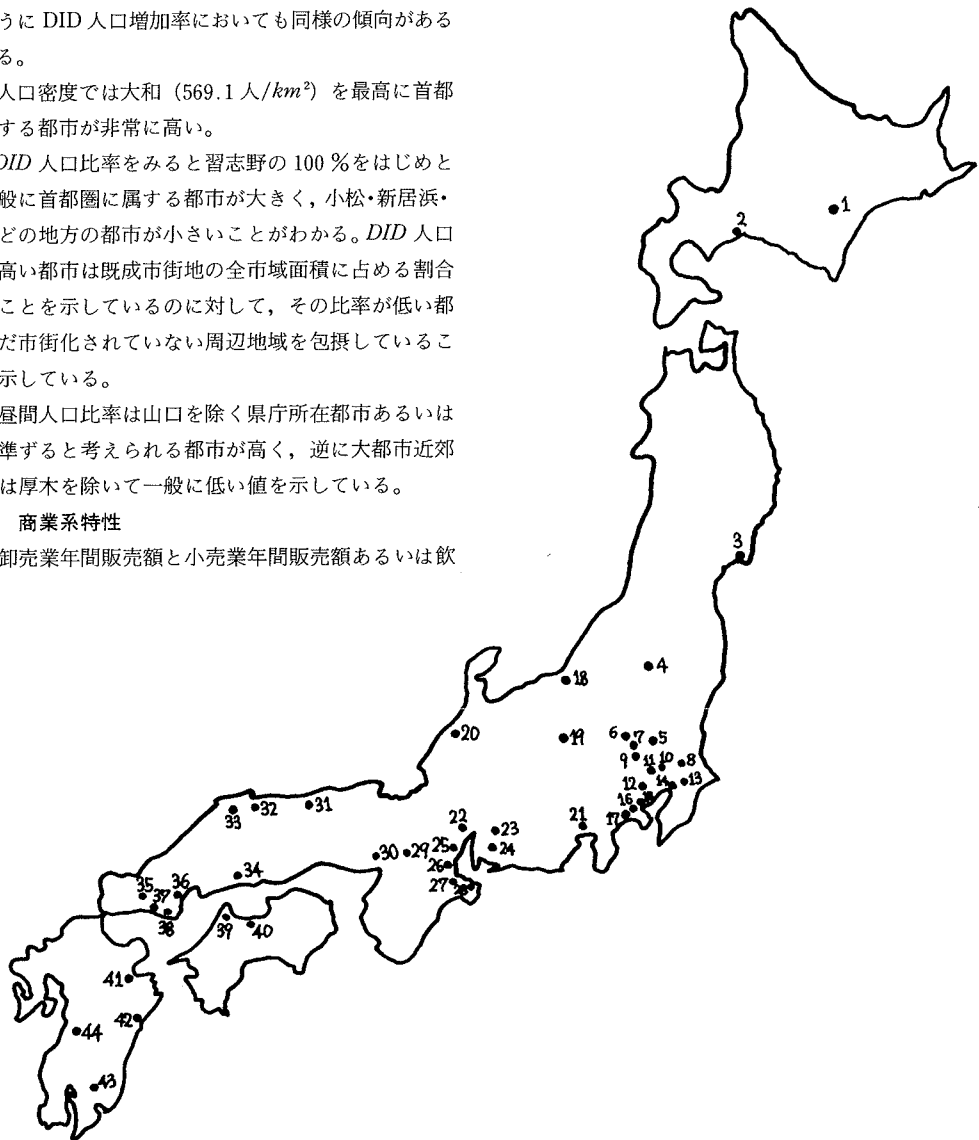 うに DID 人口増加率においても同様の傾向がある
る。
人口密度では大和（569.1 人/km²）を最高に首都
する都市が非常に高い。
DID 人口比率をみると習志野の 100 %をはじめと
般に首都圏に属する都市が大きく，小松・新居浜・
どの地方の都市が小さいことがわかる。DID 人口
高い都市は既成市街地の全市域面積に占める割合
ことを示しているのに対して，その比率が低い都
だ市街化されていない周辺地域を包摂しているこ
示している。
昼間人口比率は山口を除く県庁所在都市あるいは
準ずると考えられる都市が高く，逆に大都市近郊
は厚木を除いて一般に低い値を示している。
商業系特性
卸売業年間販売額と小売業年間販売額あるいは飲
1
2
3
4
18
20
19
6
7
5
9
11
10
8
12
14
13
16
17
21
33
32
31
22
23
25
24
26
30
29
27
34
35
37
36
38
39
40
41
42
44
43